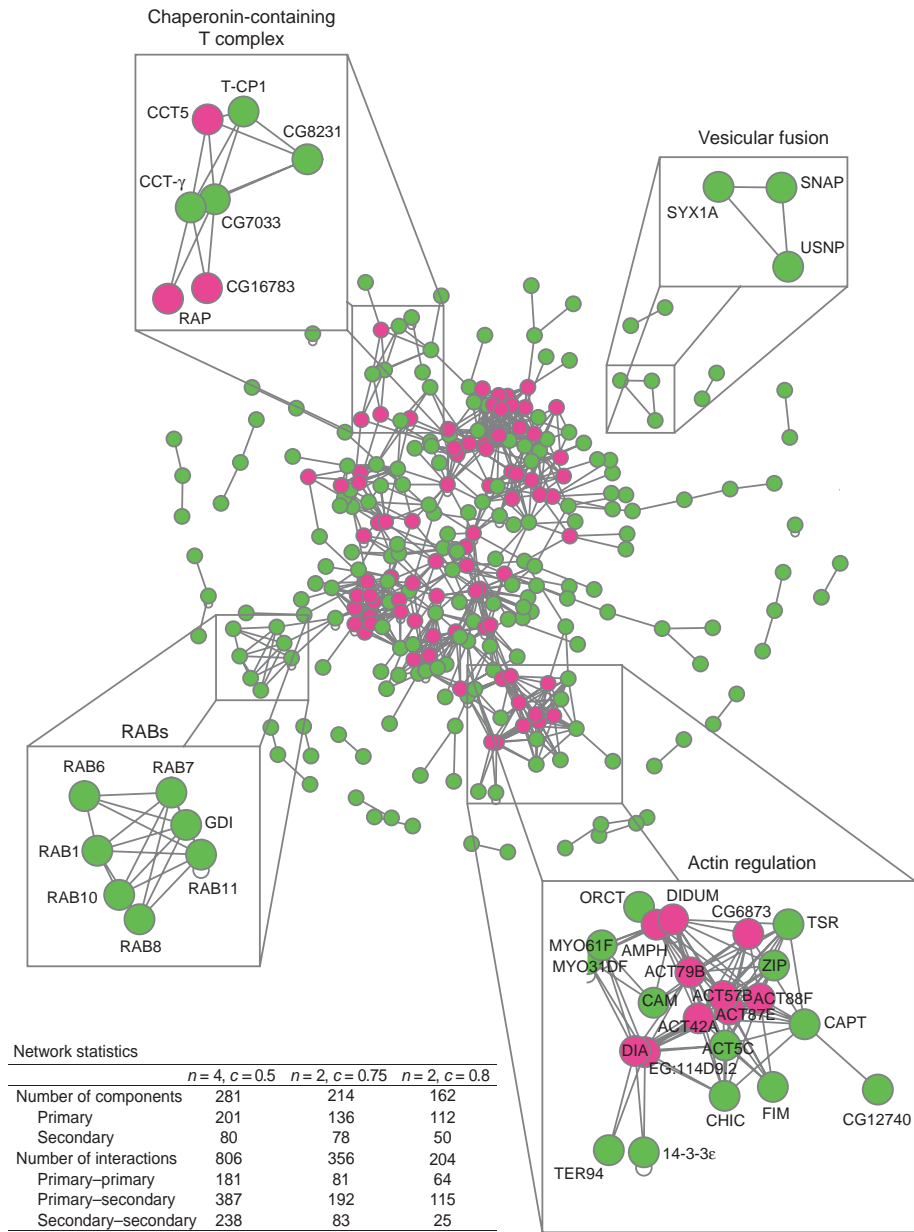 Chaperonin-containing
T complex
T-CP1
CCT5
CG8231
CCT-γ
CG7033
CG16783
RAP
Vesicular fusion
SNAP
SYX1A
USNP
RABs
RAB6
RAB7
GDI
RAB1
RAB11
RAB10
RAB8
Actin regulation
ORCT
DIDUM
CG6873
TSR
MYO61F
AMPH
MYO31DF
ACT79B
ZIP
CAM
ACT57B
ACT88F
ACT87E
ACT42A
CAPT
DIA
ACT5C
EG:114D9.2
CHIC
FIM
CG12740
TER94
14-3-3ε
Network statistics
n = 4, c = 0.5 n = 2, c = 0.75 n = 2, c = 0.8
Number of components 281 214 162
Primary 201 136 112
Secondary 80 78 50
Number of interactions 806 356 204
Primary–primary 181 81 64
Primary–secondary 387 192 115
Secondary–secondary 238 83 25